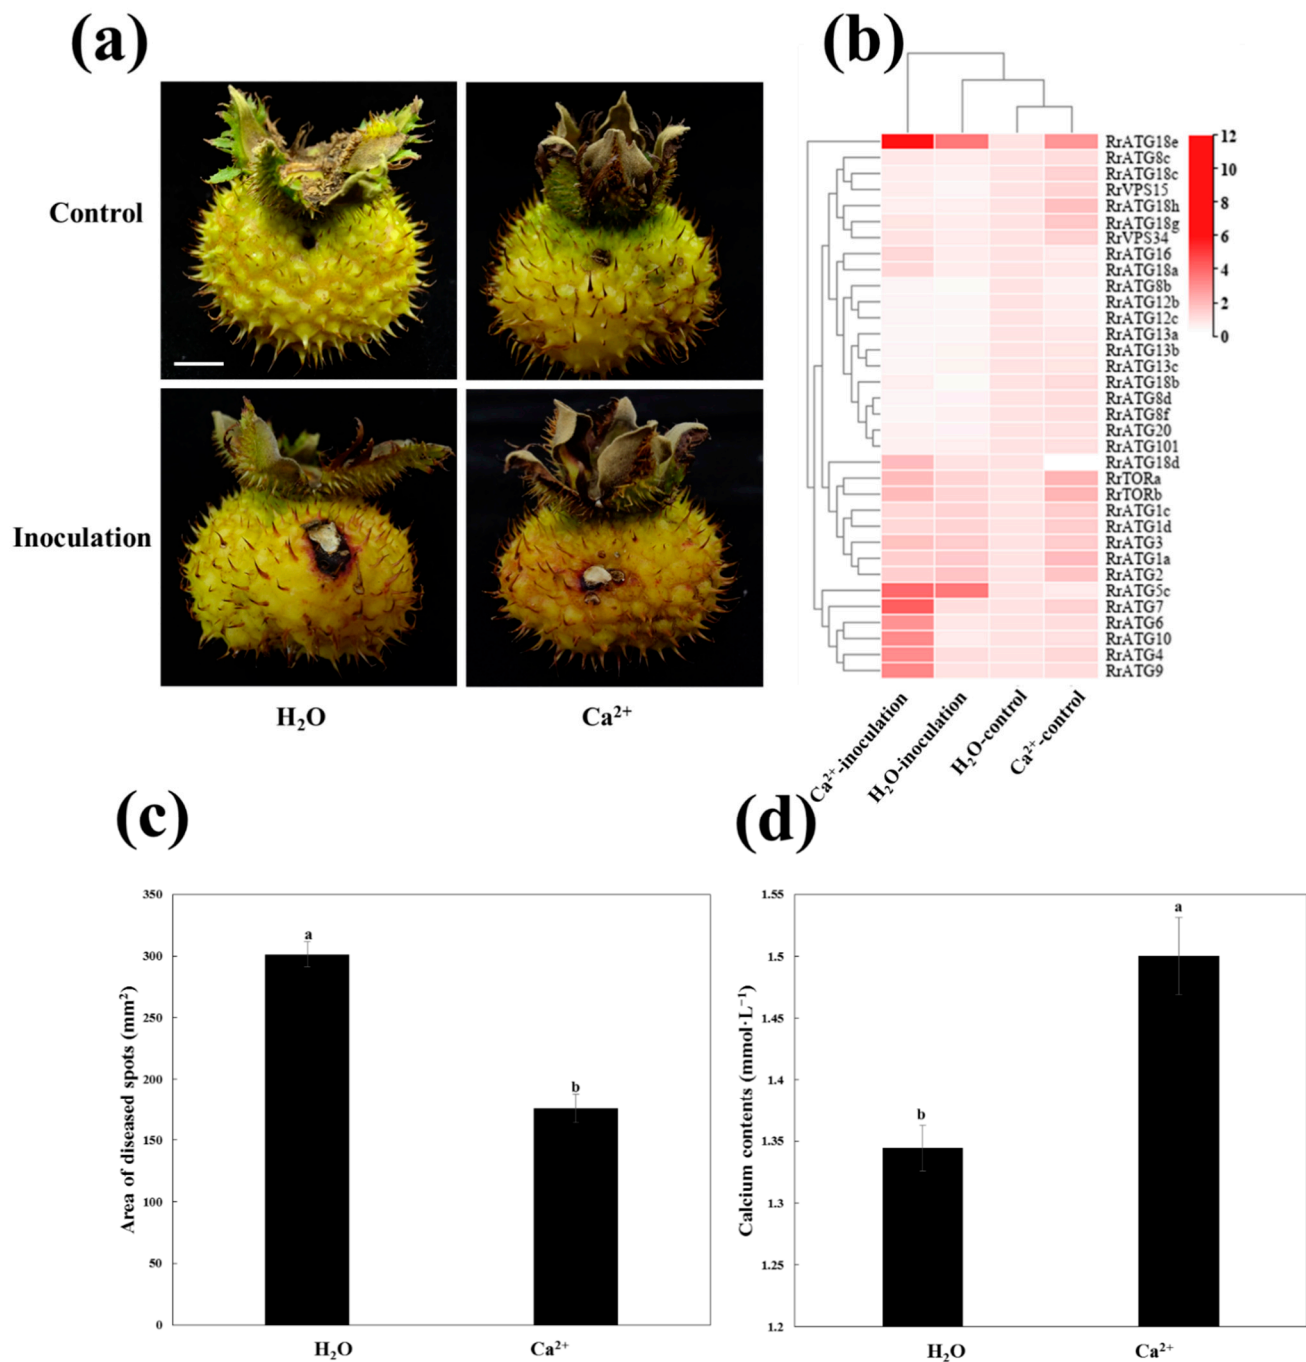 (a)
Control
Inoculation
H₂O
Ca²⁺
(b)
RrATG18e
RrATG8c
RrATG18c
RrVPS15
RrATG18h
RrATG18g
RrVPS34
RrATG16
RrATG18a
RrATG8b
RrATG12b
RrATG12c
RrATG13a
RrATG13b
RrATG13c
RrATG18b
RrATG8d
RrATG8f
RrATG20
RrATG101
RrATG18d
RrTORa
RrTORb
RrATG1c
RrATG1d
RrATG3
RrATG1a
RrATG2
RrATG5c
RrATG7
RrATG6
RrATG10
RrATG4
RrATG9
12
10
8
6
4
2
0
Ca²⁺-inoculation
H₂O-inoculation
H₂O-control
Ca²⁺-control
(c)
Area of diseased spots (mm²)
350
300
250
200
150
100
50
0
a
b
H₂O
Ca²⁺
(d)
Calcium contents (mmol·L⁻¹)
1.55
1.5
1.45
1.4
1.35
1.3
1.25
1.2
b
a
H₂O
Ca²⁺